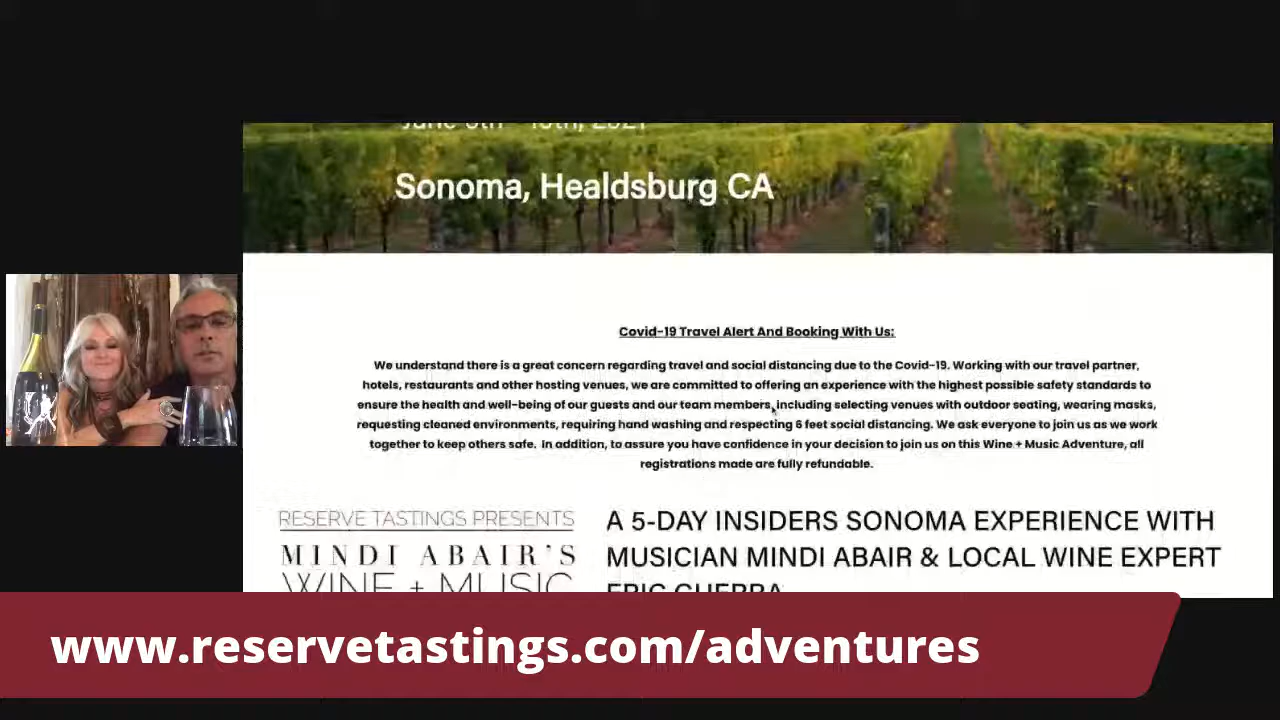 Sonoma, Healdsburg CA
Covid-19 Travel Alert And Booking With Us:
We understand there is a great concern regarding travel and social distancing due to the Covid-19. Working with our travel partner,
hotels, restaurants and other hosting venues, we are committed to offering an experience with the highest possible safety standards to
ensure the health and well-being of our guests and our team members, including selecting venues with outdoor seating, wearing masks,
requesting cleaned environments, requiring hand washing and respecting 6 feet social distancing. We ask everyone to join us as we work
together to keep others safe. In addition, to assure you have confidence in your decision to join us on this Wine + Music Adventure, all
registrations made are fully refundable.
RESERVE TASTINGS PRESENTS
MINDI ABAIR'S
WINE + MUSIC
A 5-DAY INSIDERS SONOMA EXPERIENCE WITH
MUSICIAN MINDI ABAIR & LOCAL WINE EXPERT
ERIC GUERRA
www.reservetastings.com/adventures